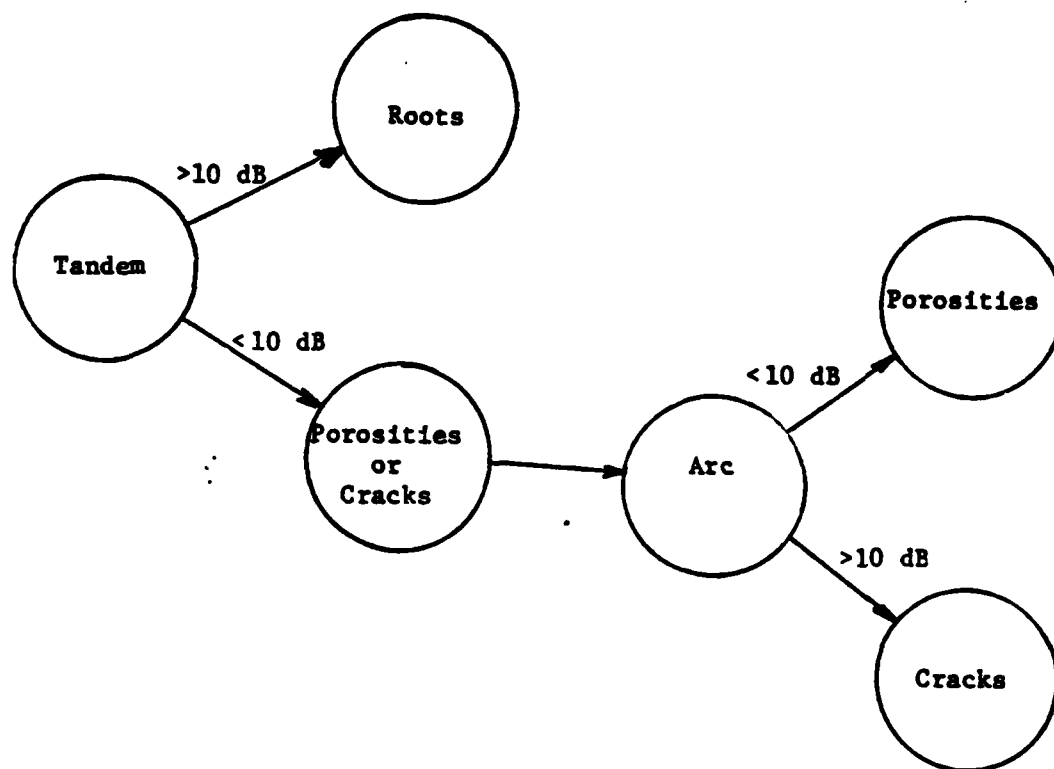 Roots
>10 dB
Tandem
<10 dB
Porosities
or
Cracks
Arc
<10 dB
Porosities
>10 dB
Cracks